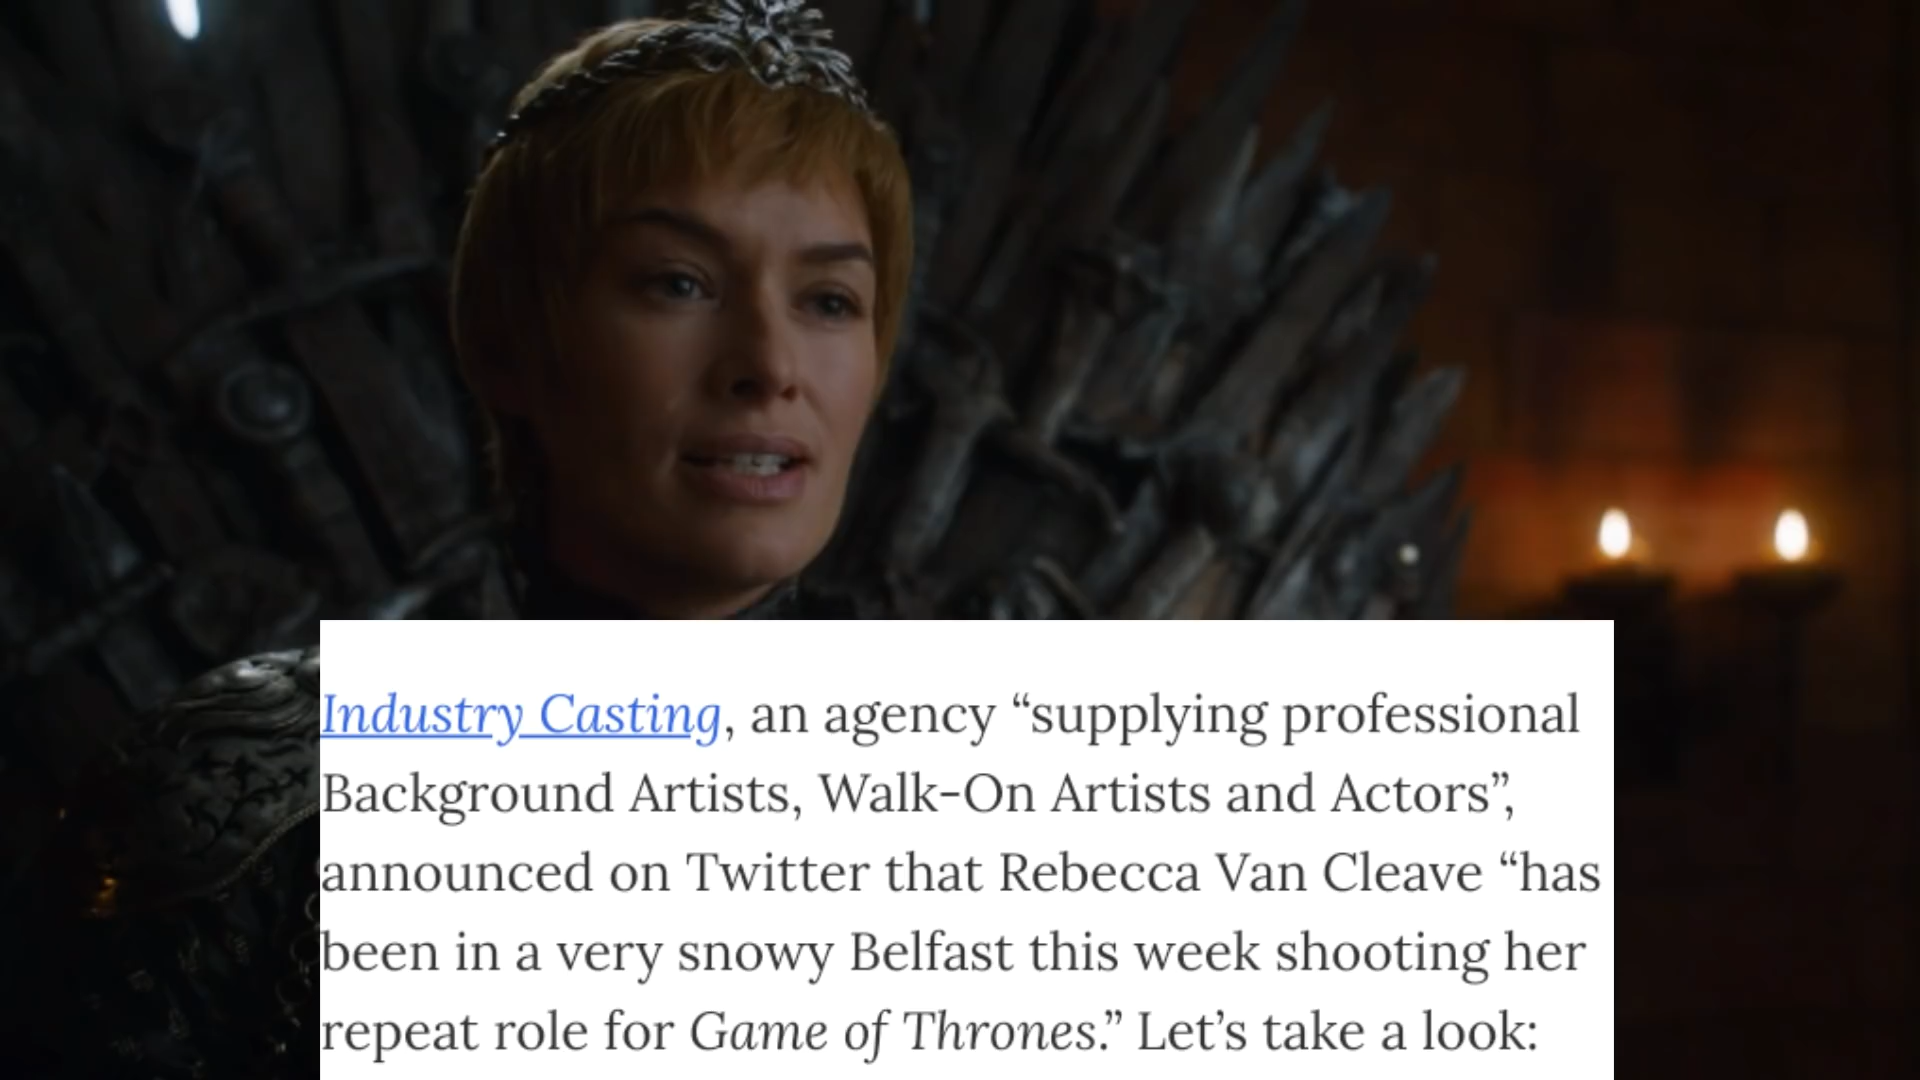 Industry Casting, an agency “supplying professional
Background Artists, Walk-On Artists and Actors”,
announced on Twitter that Rebecca Van Cleave “has
been in a very snowy Belfast this week shooting her
repeat role for Game of Thrones.” Let’s take a look: